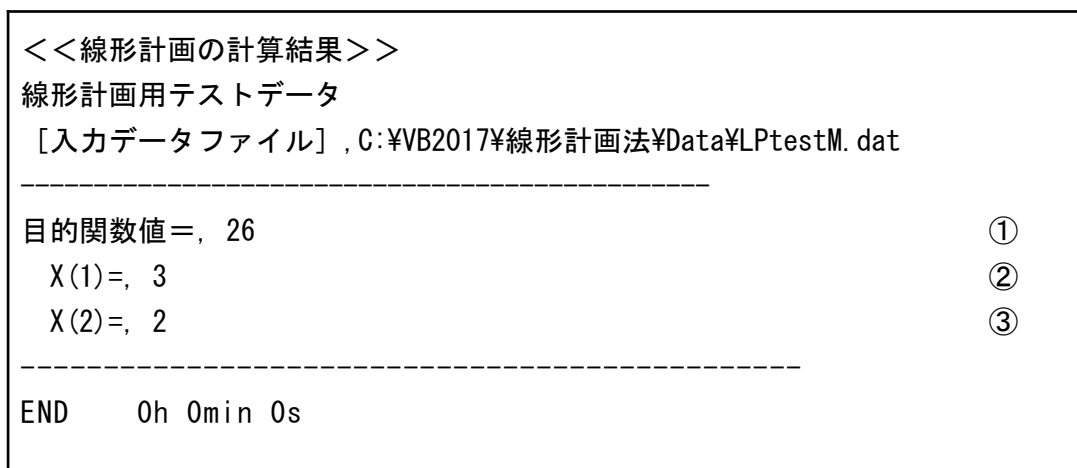 <<線形計画の計算結果>>
線形計画用テストデータ
[入力データファイル],C:¥VB2017¥線形計画法¥Data¥LPtestM.dat
-----------------------------------------------
目的関数値=, 26 ①
X(1)=, 3 ②
X(2)=, 2 ③
-----------------------------------------------
END 0h 0min 0s